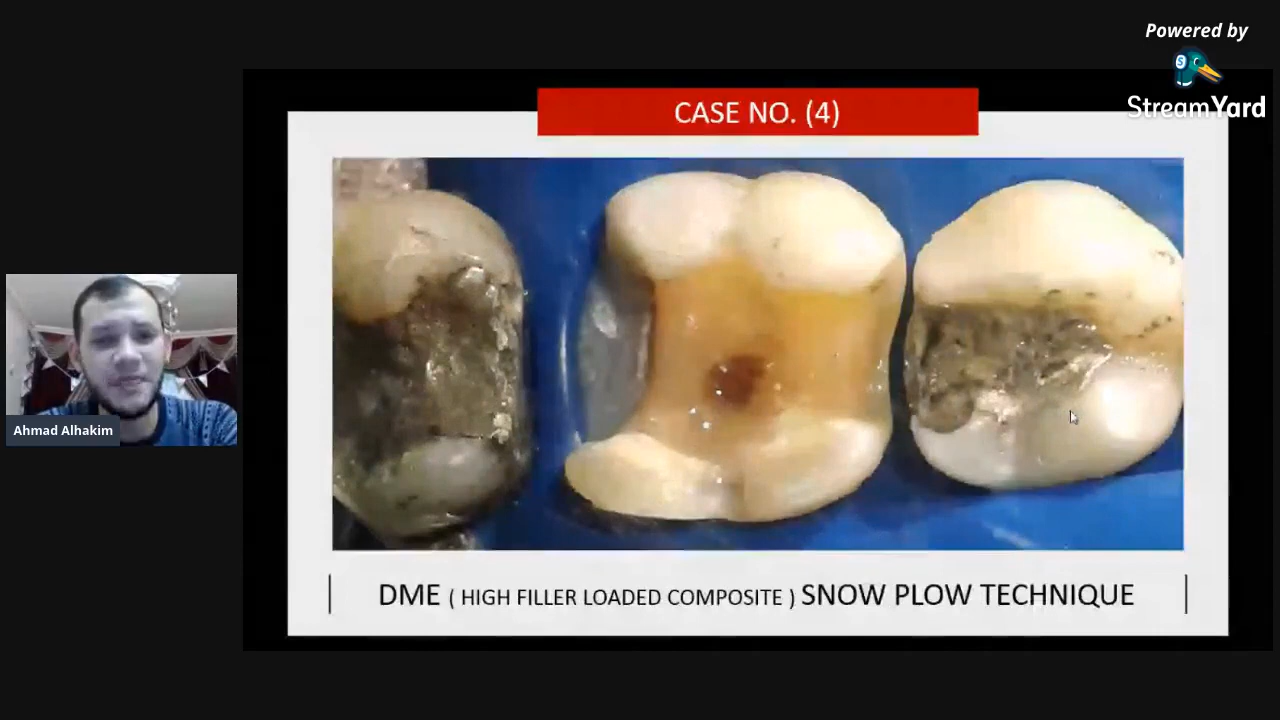 Powered by
S
StreamYard
CASE NO. (4)
Ahmad Alhakim
DME ( HIGH FILLER LOADED COMPOSITE ) SNOW PLOW TECHNIQUE